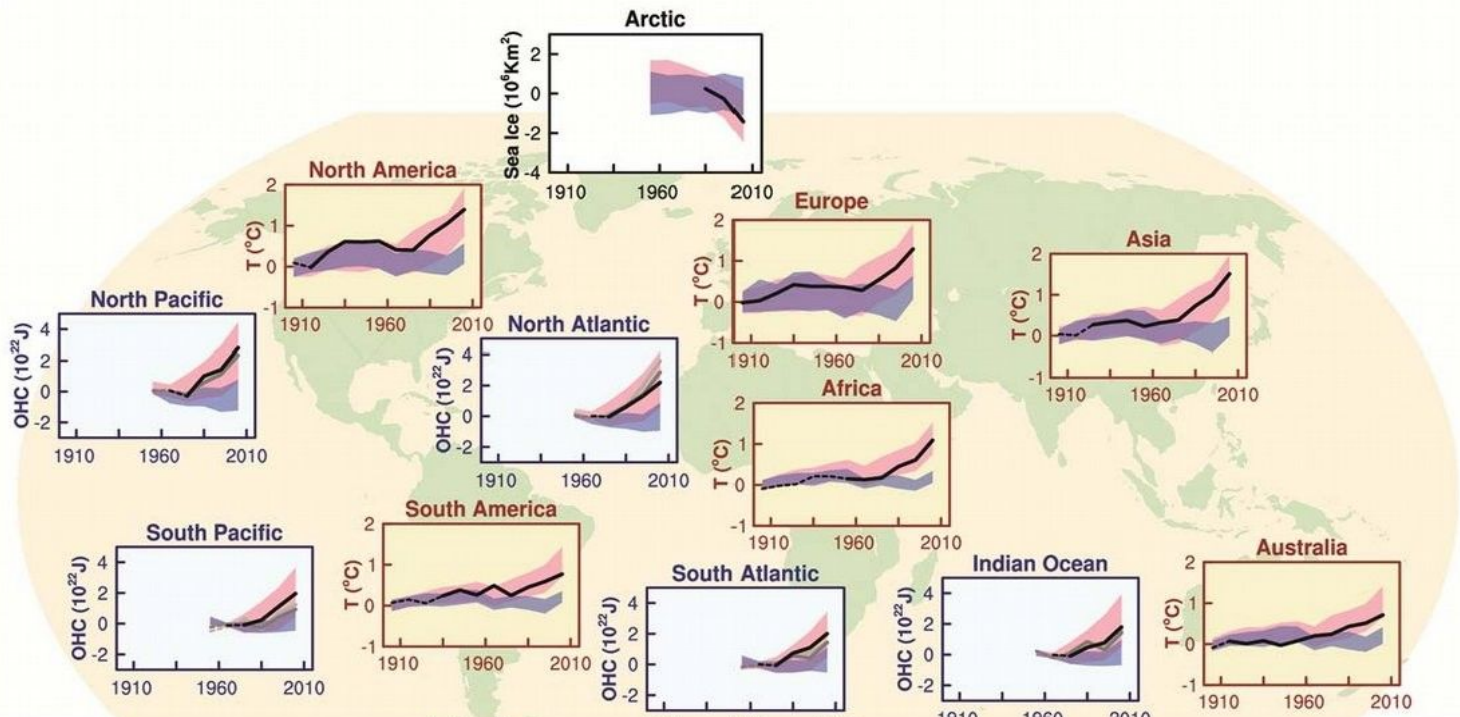 Arctic
Sea Ice (10⁶Km²)
2
0
-2
-4
1910 1960 2010
North America
T (°C)
2
1
0
-1
1910 1960 2010
Europe
T (°C)
2
1
0
-1
1910 1960 2010
Asia
T (°C)
2
1
0
-1
1910 1960 2010
North Pacific
OHC (10²²J)
4
2
0
-2
1910 1960 2010
North Atlantic
OHC (10²²J)
4
2
0
-2
1910 1960 2010
Africa
T (°C)
2
1
0
-1
1910 1960 2010
South Pacific
OHC (10²²J)
4
2
0
-2
1910 1960 2010
South America
T (°C)
2
1
0
-1
1910 1960 2010
South Atlantic
OHC (10²²J)
4
2
0
-2
Indian Ocean
OHC (10²²J)
4
2
0
-2
1910 1960 2010
Australia
T (°C)
2
1
0
-1
1910 1960 2010